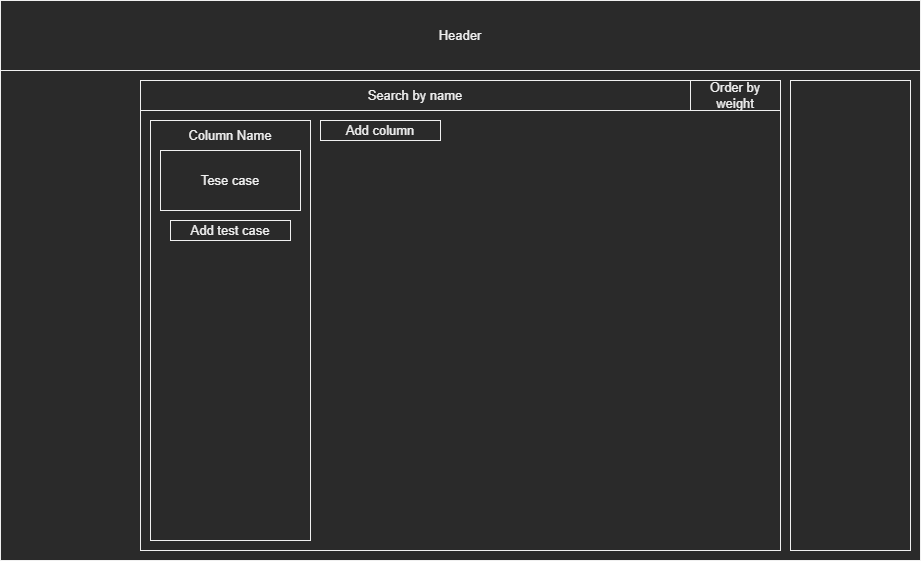 Header
Search by name
Order by
weight
Column Name
Add column
Tese case
Add test case